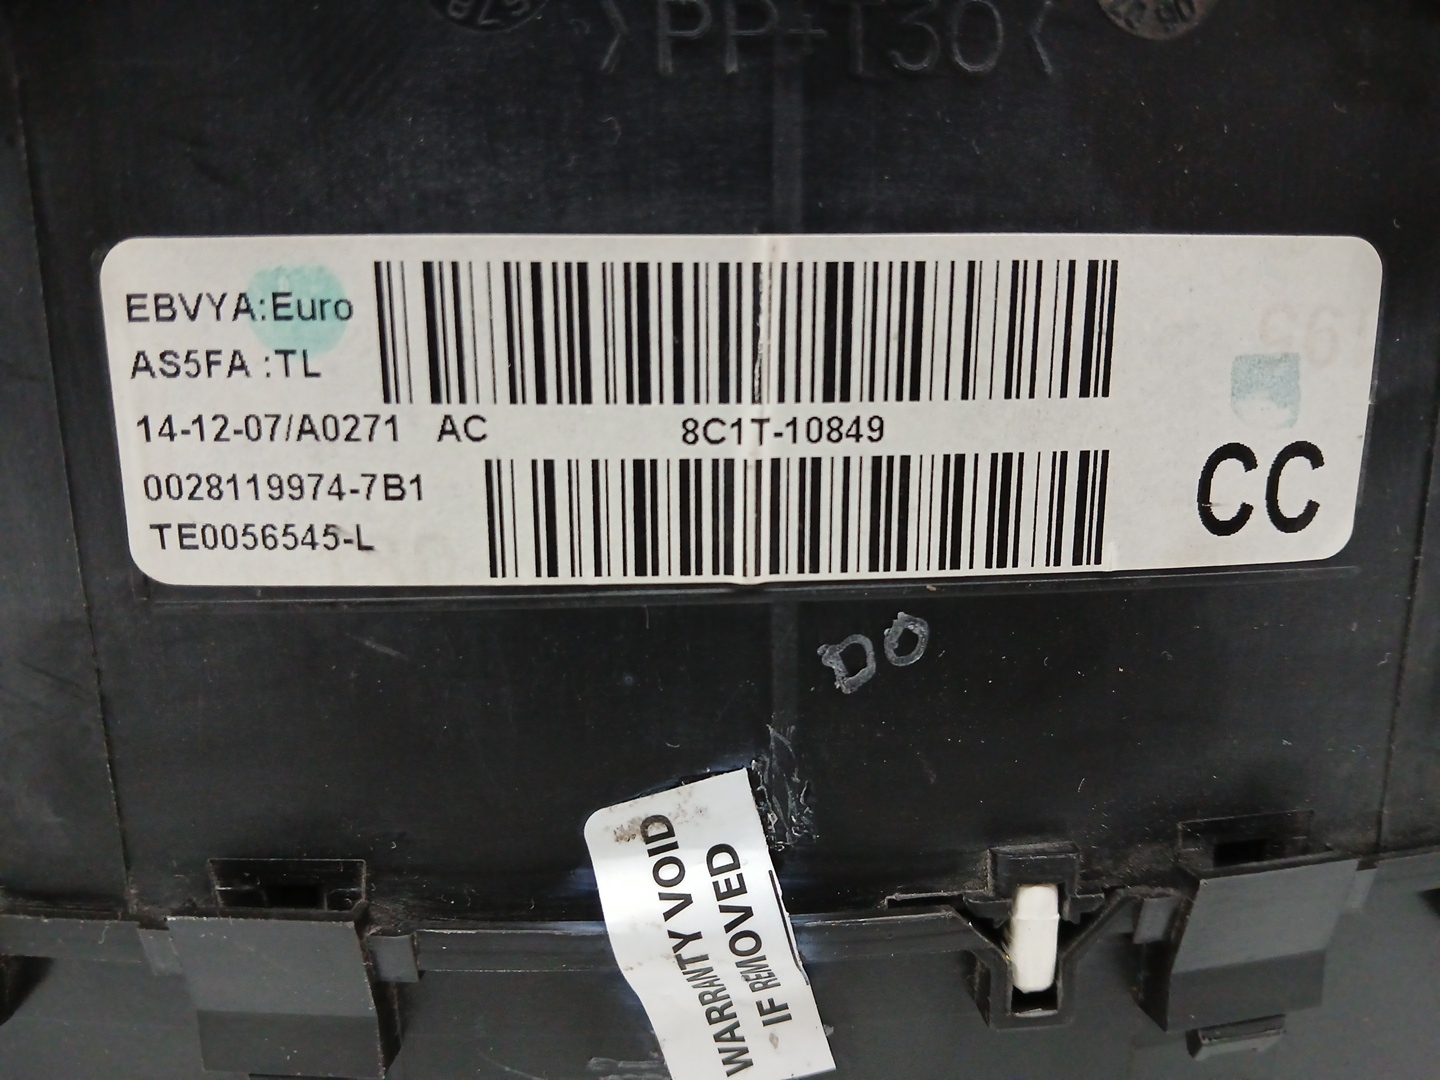 >PP-T30<
EBVYA:Euro
AS5FA :TL
14-12-07/A0271 AC 8C1T-10849
0028119974-7B1
TE0056545-L
CC
DO
WARRANTY VOID
IF REMOVED